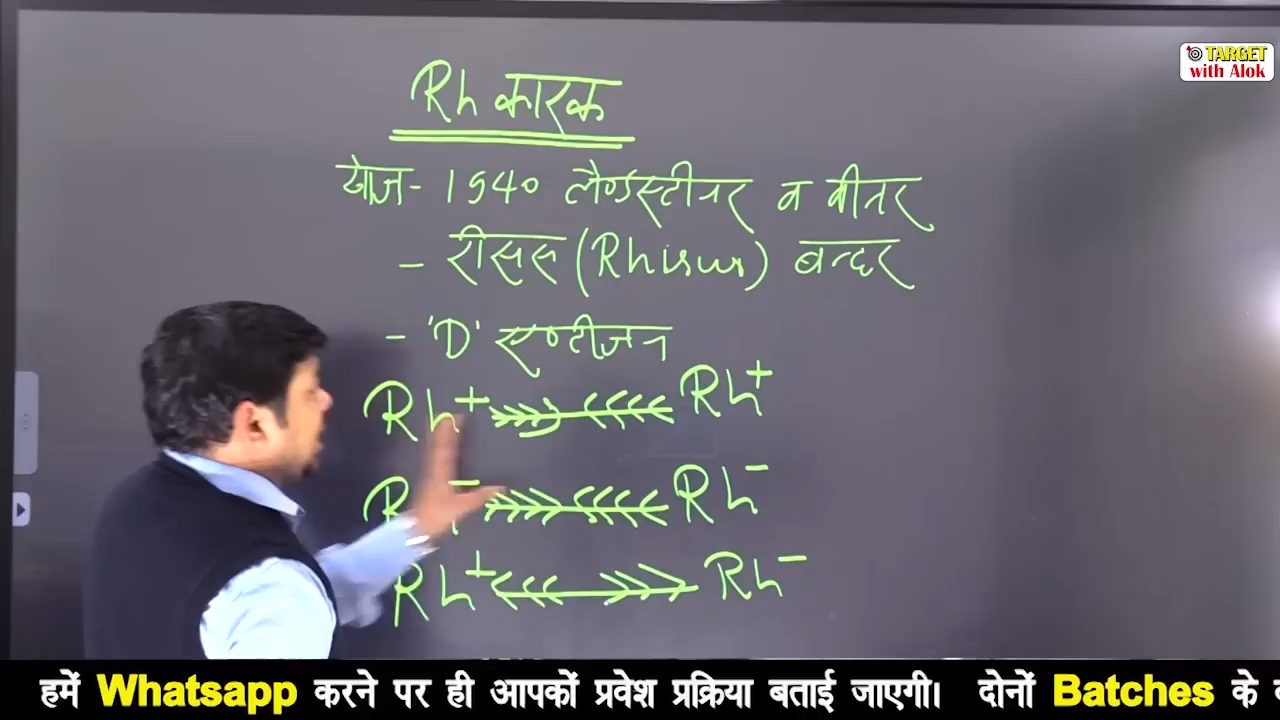 TARGET
with Alok
Rh कारक
खोज - 1940 लैण्डस्टीनर व वीनर
- रीसस (Rhisus) बन्दर
- 'D' एण्टीजन
Rh+ Rh+
Rh- Rh-
Rh+ Rh-
हमें Whatsapp करने पर ही आपकों प्रवेश प्रक्रिया बताई जाएगी। दोनों Batches के